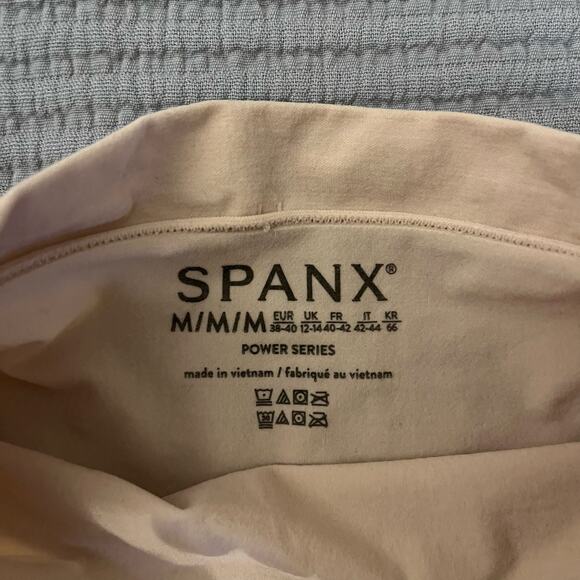 SPANX®
M/M/M EUR 38-40 UK 12-14 FR 40-42 IT 42-44 KR 66
POWER SERIES
made in vietnam / fabriqué au vietnam